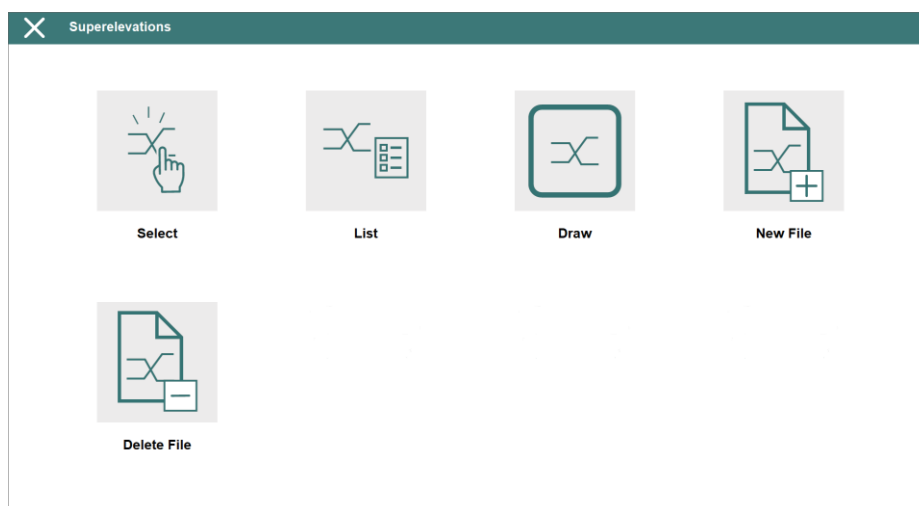 Superelevations
Select
List
Draw
New File
Delete File